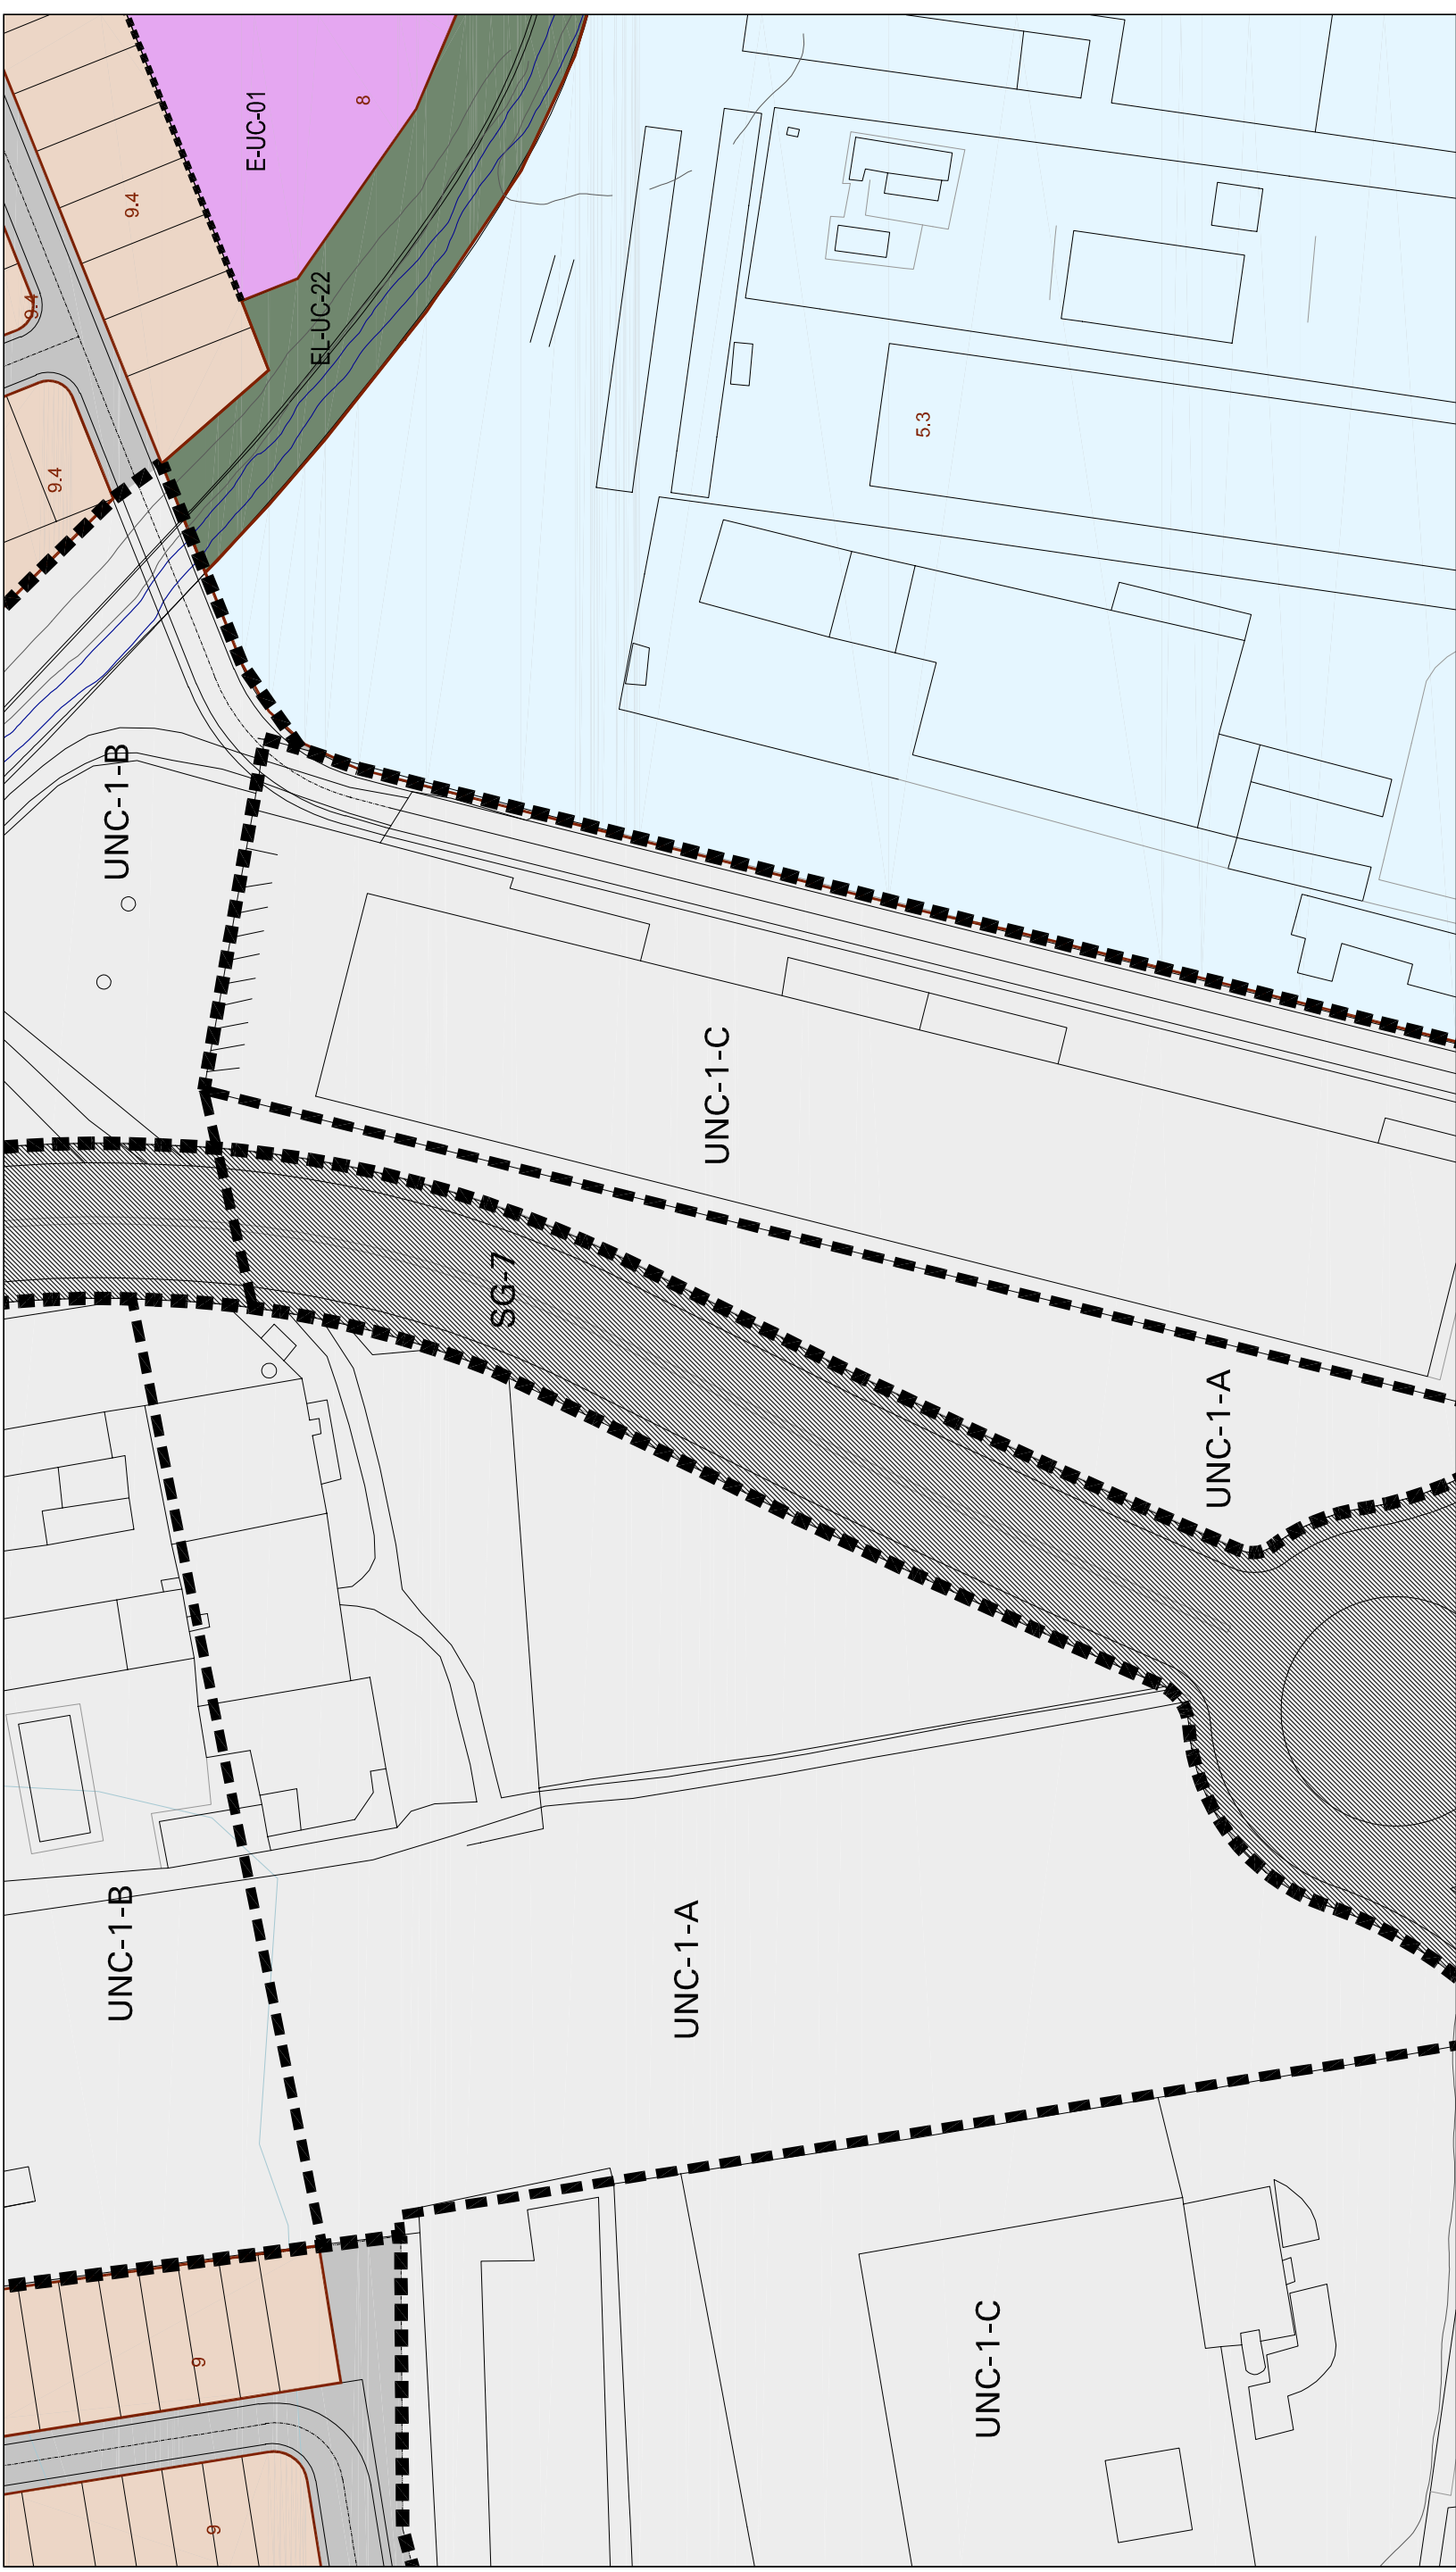 E-UC-01
8
9.4
9.4
EL-UC-22
9.4
5.3
UNC-1-B
UNC-1-C
SG-7
UNC-1-A
UNC-1-B
UNC-1-A
UNC-1-C
9
9